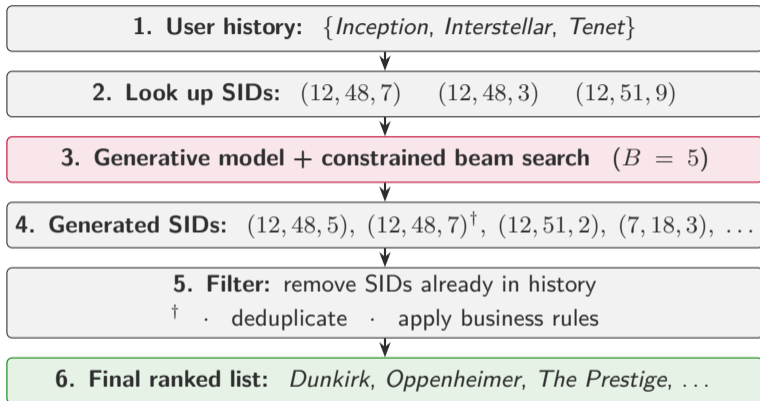 1. User history: {Inception, Interstellar, Tenet}
2. Look up SIDs: (12, 48, 7) (12, 48, 3) (12, 51, 9)
3. Generative model + constrained beam search (B = 5)
4. Generated SIDs: (12, 48, 5), (12, 48, 7)†, (12, 51, 2), (7, 18, 3), ...
5. Filter: remove SIDs already in history
† · deduplicate · apply business rules
6. Final ranked list: Dunkirk, Oppenheimer, The Prestige, ...